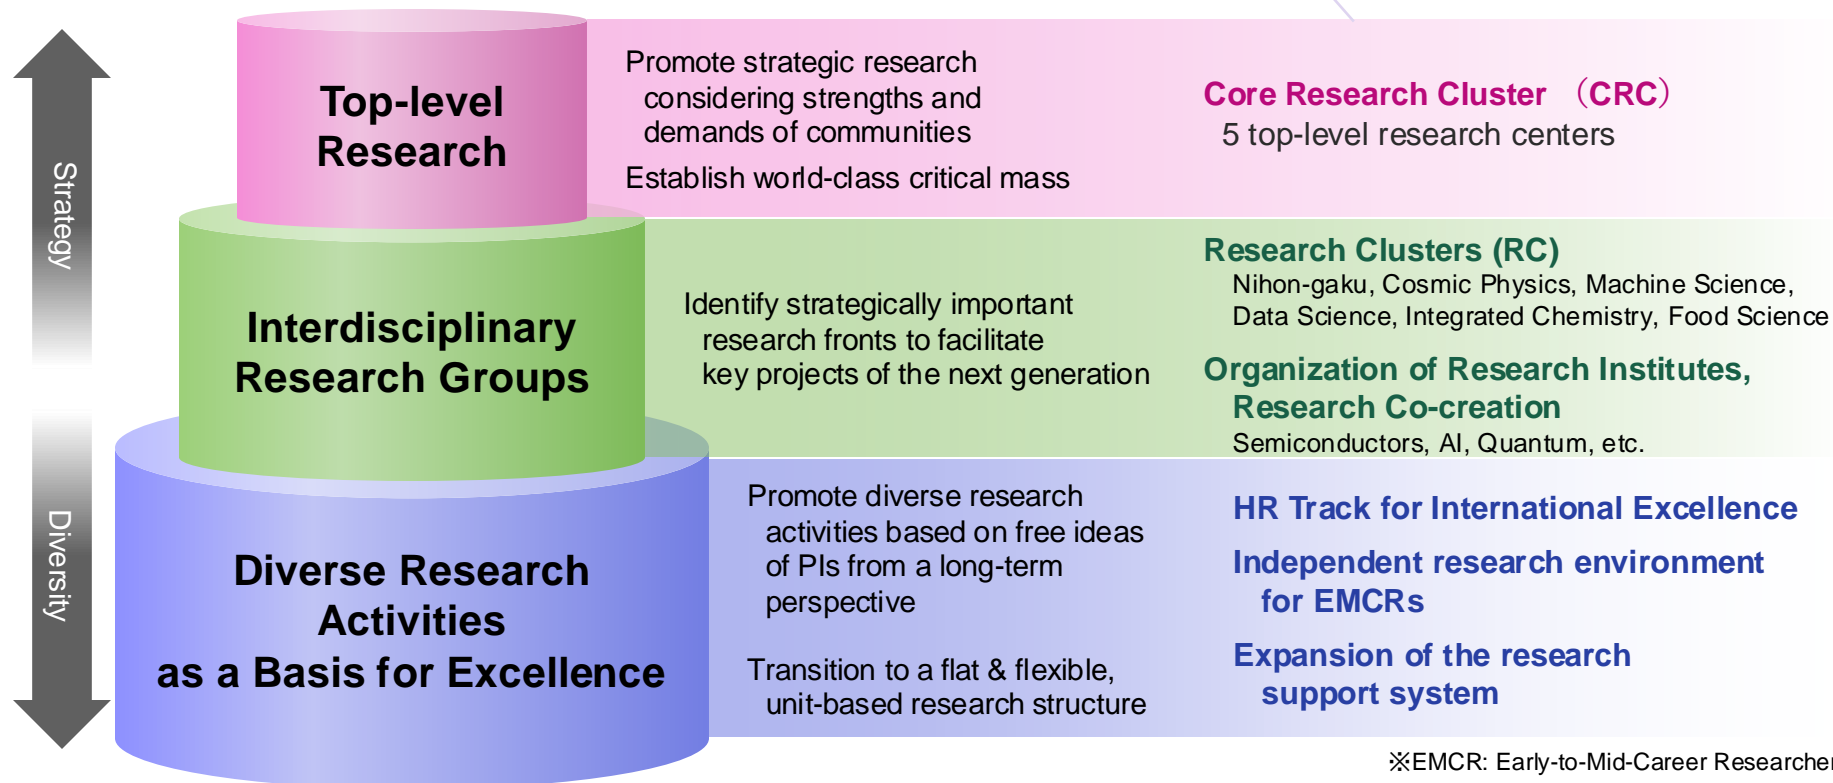 Strategy
Diversity
Top-level
Research
Promote strategic research
considering strengths and
demands of communities
Establish world-class critical mass
Core Research Cluster （CRC）
5 top-level research centers
Interdisciplinary
Research Groups
Identify strategically important
research fronts to facilitate
key projects of the next generation
Research Clusters (RC)
Nihon-gaku, Cosmic Physics, Machine Science,
Data Science, Integrated Chemistry, Food Science
Organization of Research Institutes,
Research Co-creation
Semiconductors, AI, Quantum, etc.
Diverse Research
Activities
as a Basis for Excellence
Promote diverse research
activities based on free ideas
of PIs from a long-term
perspective
Transition to a flat & flexible,
unit-based research structure
HR Track for International Excellence
Independent research environment
for EMCRs
Expansion of the research
support system
※EMCR: Early-to-Mid-Career Researcher